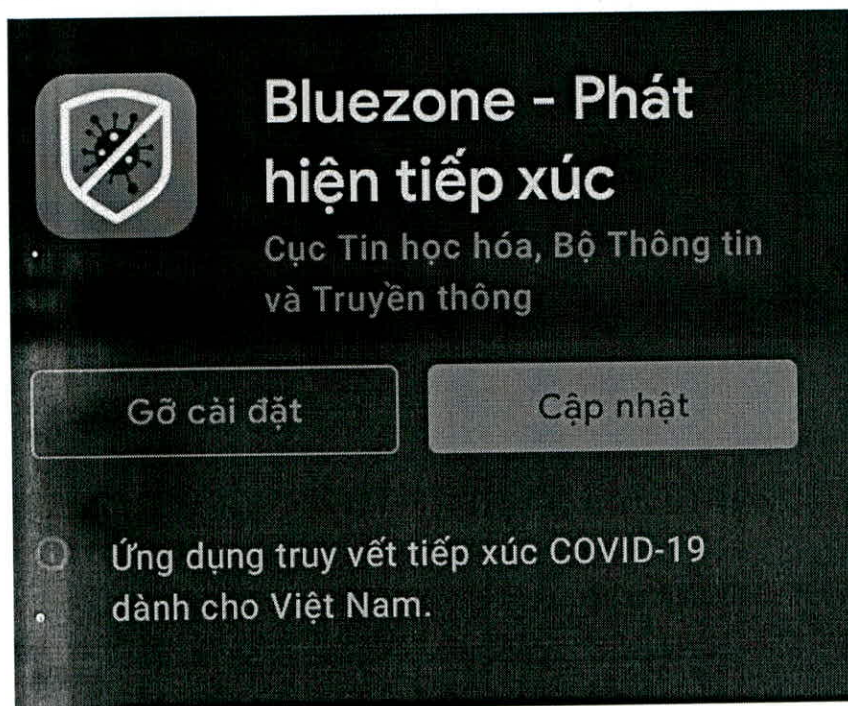 Bluezone - Phát
hiện tiếp xúc
Cục Tin học hóa, Bộ Thông tin
và Truyền thông
Gỡ cài đặt
Cập nhật
Ứng dụng truy vết tiếp xúc COVID-19
dành cho Việt Nam.